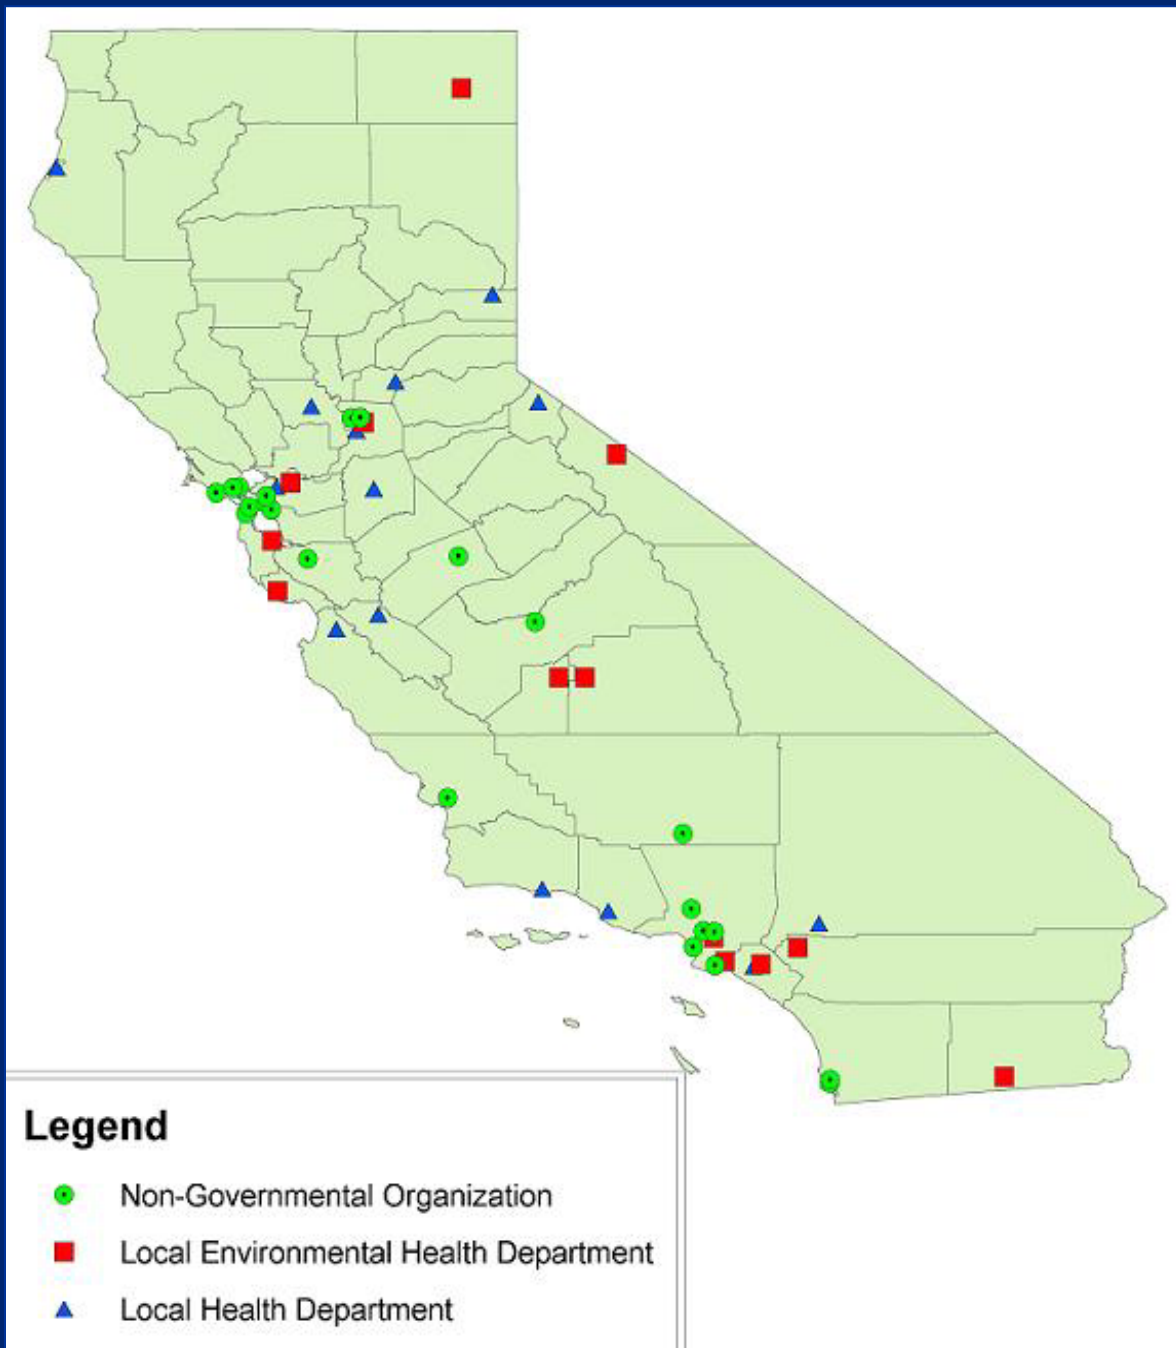 Legend
Non-Governmental Organization
Local Environmental Health Department
Local Health Department